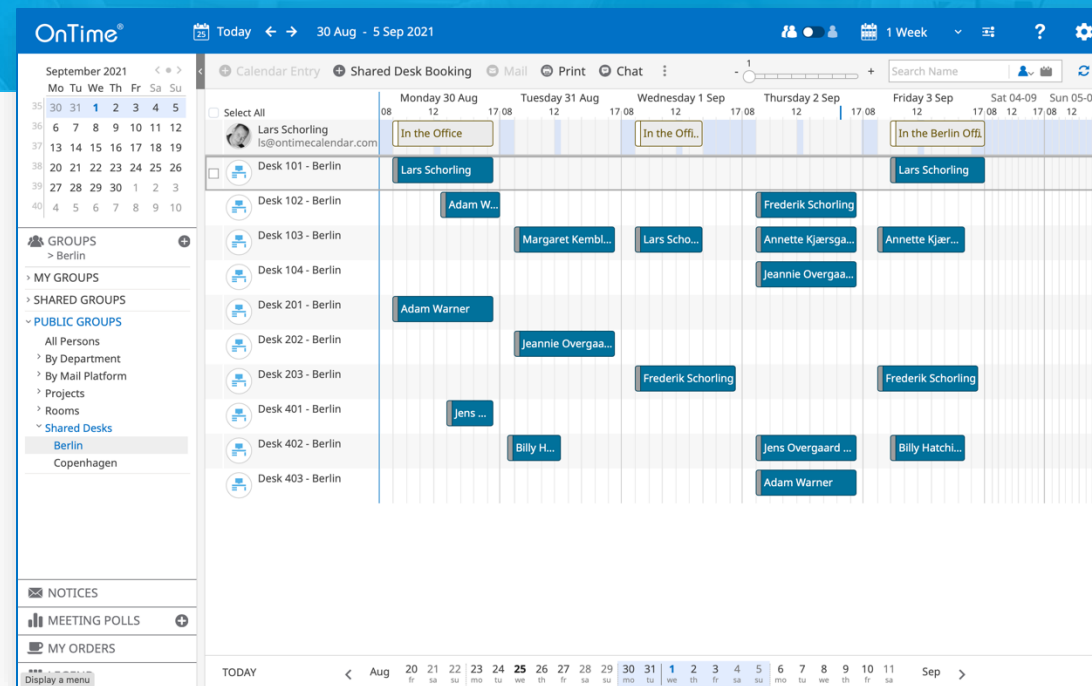 OnTime®
25 Today 30 Aug - 5 Sep 2021
1 Week
?
September 2021
Mo Tu We Th Fr Sa Su
35 30 31 1 2 3 4 5
36 6 7 8 9 10 11 12
37 13 14 15 16 17 18 19
38 20 21 22 23 24 25 26
39 27 28 29 30 1 2 3
40 4 5 6 7 8 9 10
GROUPS
> Berlin
MY GROUPS
SHARED GROUPS
PUBLIC GROUPS
All Persons
By Department
By Mail Platform
Projects
Rooms
Shared Desks
Berlin
Copenhagen
NOTICES
MEETING POLLS
MY ORDERS
Display a menu
Calendar Entry Shared Desk Booking Mail Print Chat
- 1 +
Search Name
Monday 30 Aug Tuesday 31 Aug Wednesday 1 Sep Thursday 2 Sep Friday 3 Sep Sat 04-09 Sun 05-0
Select All
08 12 17 08 12 17 08 12 17 08 12 17 08 12 17 08 12 17 08 12
Lars Schorling
ls@ontimecalendar.com
In the Office In the Offi... In the Berlin Offi
Desk 101 - Berlin Lars Schorling Lars Schorling
Desk 102 - Berlin Adam W... Frederik Schorling
Desk 103 - Berlin Margaret Kembl... Lars Scho... Annette Kjærsga... Annette Kjær...
Desk 104 - Berlin Jeannie Overgaa...
Desk 201 - Berlin Adam Warner
Desk 202 - Berlin Jeannie Overgaa...
Desk 203 - Berlin Frederik Schorling Frederik Schorling
Desk 401 - Berlin Jens ...
Desk 402 - Berlin Billy H... Jens Overgaard ... Billy Hatchi...
Desk 403 - Berlin Adam Warner
TODAY Aug 20 21 22 23 24 25 26 27 28 29 30 31 1 2 3 4 5 6 7 8 9 10 11 Sep
fr sa su mo tu we th fr sa su mo tu we th fr sa su mo tu we th fr sa